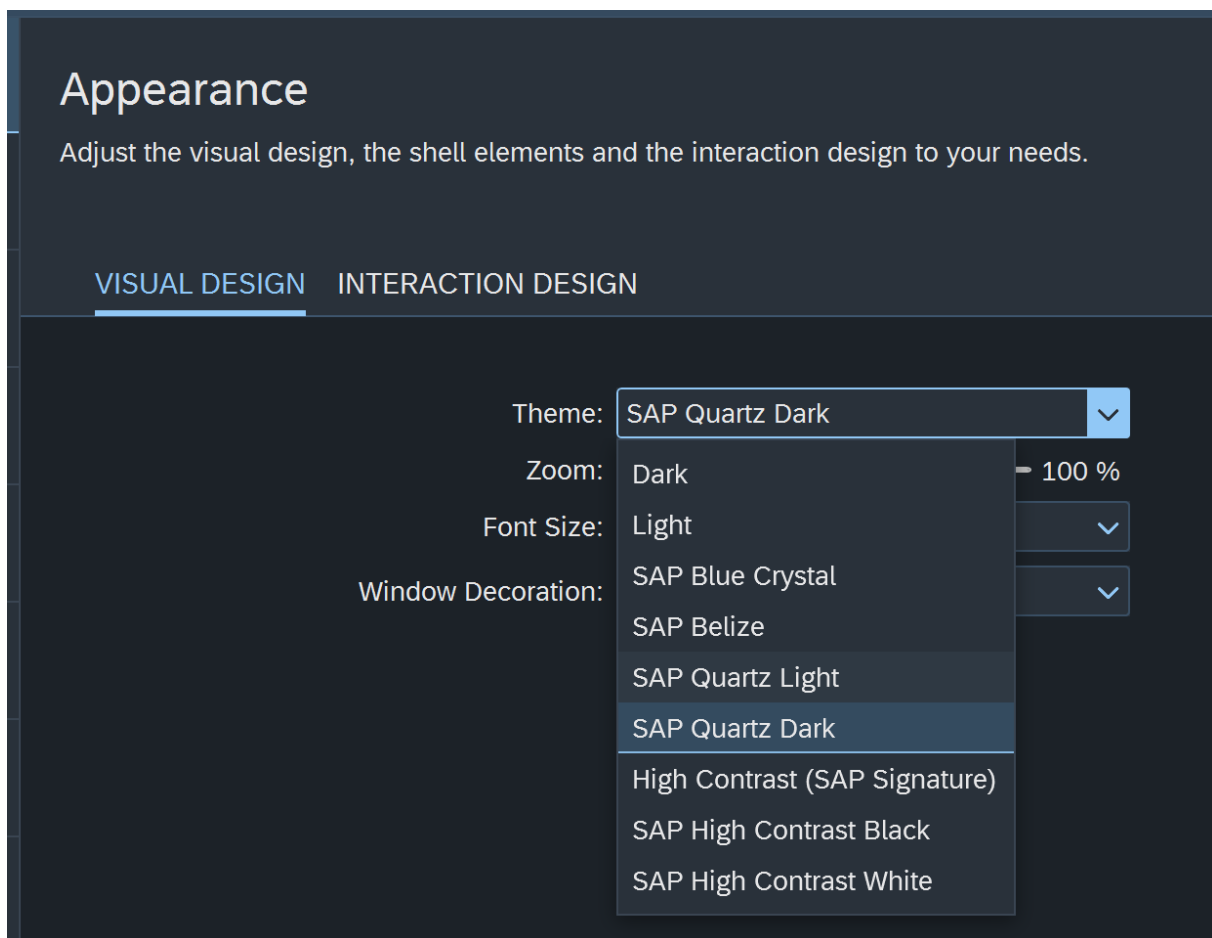 Appearance
Adjust the visual design, the shell elements and the interaction design to your needs.
VISUAL DESIGN INTERACTION DESIGN
Theme: SAP Quartz Dark
Zoom: 100 %
Font Size:
Window Decoration:
Dark
Light
SAP Blue Crystal
SAP Belize
SAP Quartz Light
SAP Quartz Dark
High Contrast (SAP Signature)
SAP High Contrast Black
SAP High Contrast White